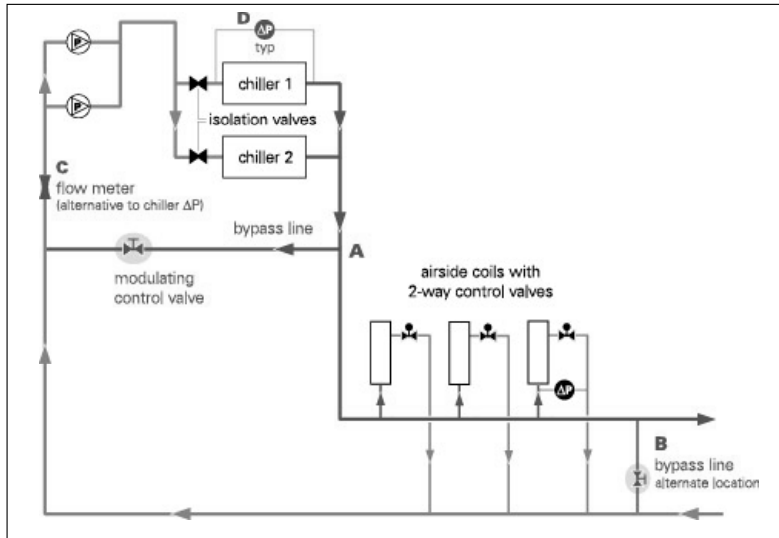 D
ΔP
typ
P
chiller 1
isolation valves
P
chiller 2
C
flow meter
(alternative to chiller ΔP)
bypass line
A
modulating
control valve
airside coils with
2-way control valves
ΔP
B
bypass line
alternate location